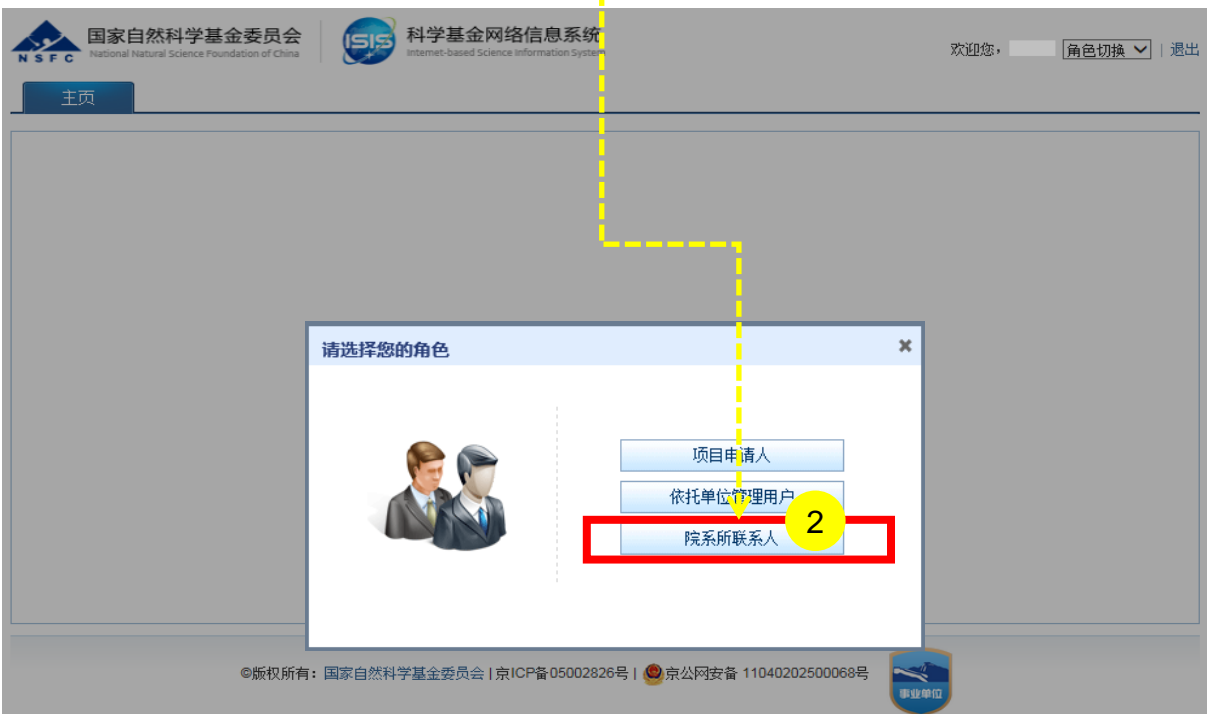 国家自然科学基金委员会
National Natural Science Foundation of China
NSFC
ISIS
科学基金网络信息系统
Internet-based Science Information System
欢迎您，
角色切换
| 退出
主页
请选择您的角色
项目申请人
依托单位管理用户
院系所联系人
2
©版权所有：国家自然科学基金委员会 | 京ICP备05002826号 | 京公网安备 11040202500068号
事业单位